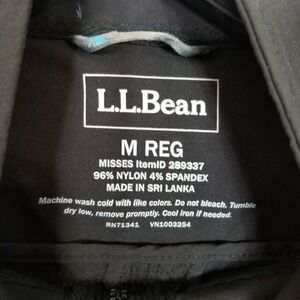 L.L.Bean
M REG
MISSES ItemID 289337
96% NYLON 4% SPANDEX
MADE IN SRI LANKA
Machine wash cold with like colors. Do not bleach, Tumble
dry low, remove promptly. Cool iron if needed.
RN71341 VN1003254